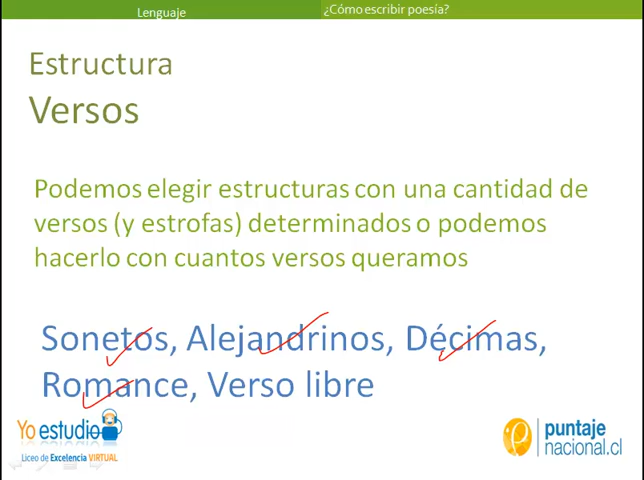 Lenguaje
¿Cómo escribir poesía?
Estructura
Versos
Podemos elegir estructuras con una cantidad de
versos (y estrofas) determinados o podemos
hacerlo con cuantos versos queramos
Sonetos, Alejandrinos, Décimas,
Romance, Verso libre
Yo estudio
Liceo de Excelencia VIRTUAL
puntaje
nacional.cl